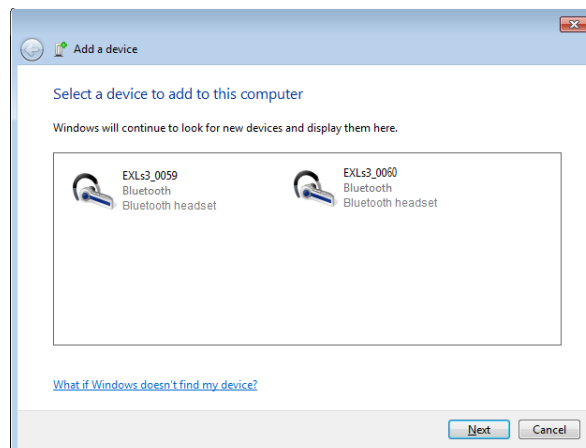 Add a device
Select a device to add to this computer
Windows will continue to look for new devices and display them here.
EXLs3_0059
Bluetooth
Bluetooth headset
EXLs3_0060
Bluetooth
Bluetooth headset
What if Windows doesn't find my device?
Next
Cancel